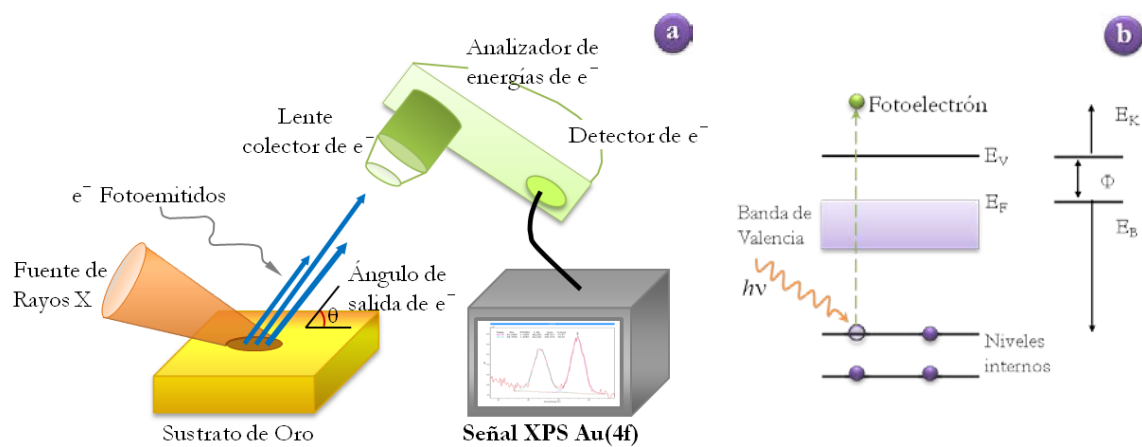 a
Analizador de
energías de e⁻
Lente
colector de e⁻
Detector de e⁻
e⁻ Fotoemitidos
Fuente de
Rayos X
Ángulo de
salida de e⁻
θ
Sustrato de Oro
Señal XPS Au(4f)
b
Fotoelectrón
E_K
E_V
Φ
E_F
Banda de
Valencia
E_B
hν
Niveles
internos